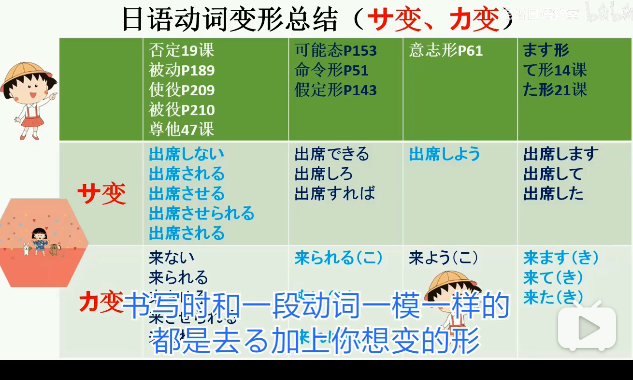 日语动词变形总结（サ变、カ变）
否定19课
被动P189
使役P209
被役P210
尊他47课
可能态P153
命令形P51
假定形P143
意志形P61
ます形
て形14课
た形21课
サ变
出席しない
出席される
出席させる
出席させられる
出席される
出席できる
出席しろ
出席すれば
出席しよう
出席します
出席して
出席した
カ变
来ない
来られる
来られる(こ)
来よう(こ)
来ます(き)
来て(き)
来た(き)
书写时和一段动词一模一样的
都是去る加上你想变的形